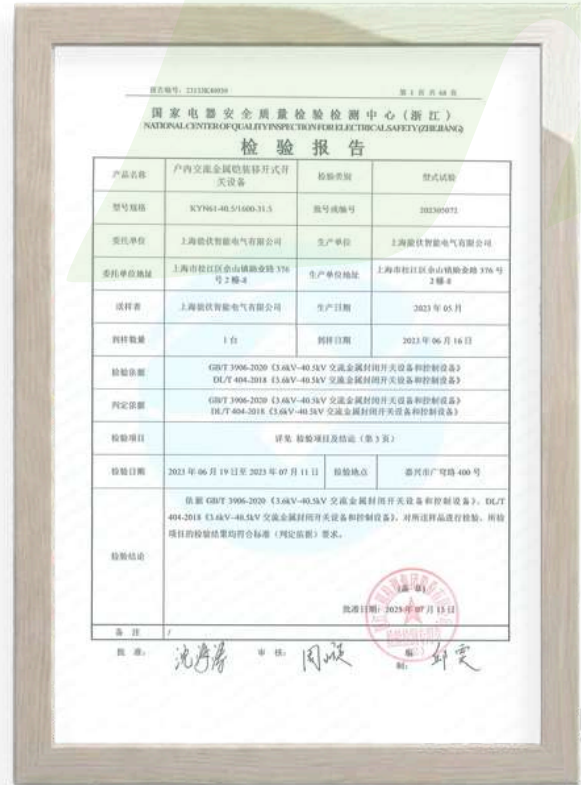 报告编号：23133K30930
第 1 页 共 68 页
国家电器安全质量检验检测中心（浙江）
NATIONAL CENTER OF QUALITY INSPECTION FOR ELECTRICAL SAFETY (ZHEJIANG)
检 验 报 告
产品名称 户内交流金属铠装移开式开关设备 检验类别 型式试验
型号规格 KYN61-40.5/1600-31.5 批号或编号 202305072
委托单位 上海能伏智能电气有限公司 生产单位 上海能伏智能电气有限公司
委托单位地址 上海市松江区佘山镇勋业路 376 号 2 幢-8 生产单位地址 上海市松江区佘山镇勋业路 376 号 2 幢-8
送样者 上海能伏智能电气有限公司 生产日期 2023 年 05 月
到样数量 1 台 到样日期 2023 年 06 月 16 日
检验依据 GB/T 3906-2020《3.6kV~40.5kV 交流金属封闭开关设备和控制设备》
DL/T 404-2018《3.6kV~40.5kV 交流金属封闭开关设备和控制设备》
判定依据 GB/T 3906-2020《3.6kV~40.5kV 交流金属封闭开关设备和控制设备》
DL/T 404-2018《3.6kV~40.5kV 交流金属封闭开关设备和控制设备》
检验项目 详见 检验项目及结论（第 3 页）
检验日期 2023 年 06 月 19 日至 2023 年 07 月 11 日 检验地点 嘉兴市广穹路 400 号
检验结论 依据 GB/T 3906-2020《3.6kV~40.5kV 交流金属封闭开关设备和控制设备》、DL/T
404-2018《3.6kV~40.5kV 交流金属封闭开关设备和控制设备》，对所送样品进行检验，所检
项目的检验结果均符合标准（判定依据）要求。
（盖 章）
批准日期：2023 年 07 月 13 日
备 注 /
批 准： 审 核： 编 制：